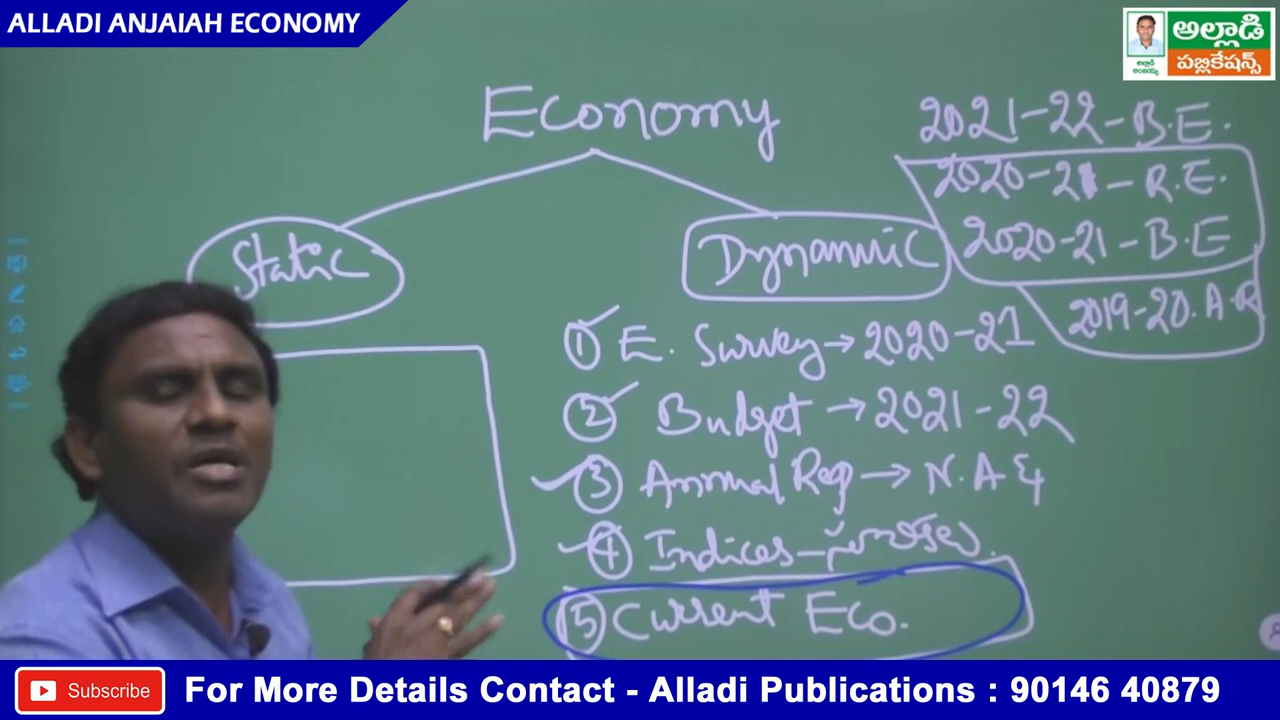 ALLADI ANJAIAH ECONOMY
అల్లాడి
పబ్లికేషన్స్
అల్లాడి
అంజయ్య
Economy
2021-22-B.E.
2020-21-R.E.
2020-21-B.E
2019-20.A.R
Static
Dynamic
① E. Survey→2020-21
② Budget→2021-22
③ Annual Rep→N.A
④ Indices-
⑤ Current Eco.
Subscribe
For More Details Contact - Alladi Publications : 90146 40879